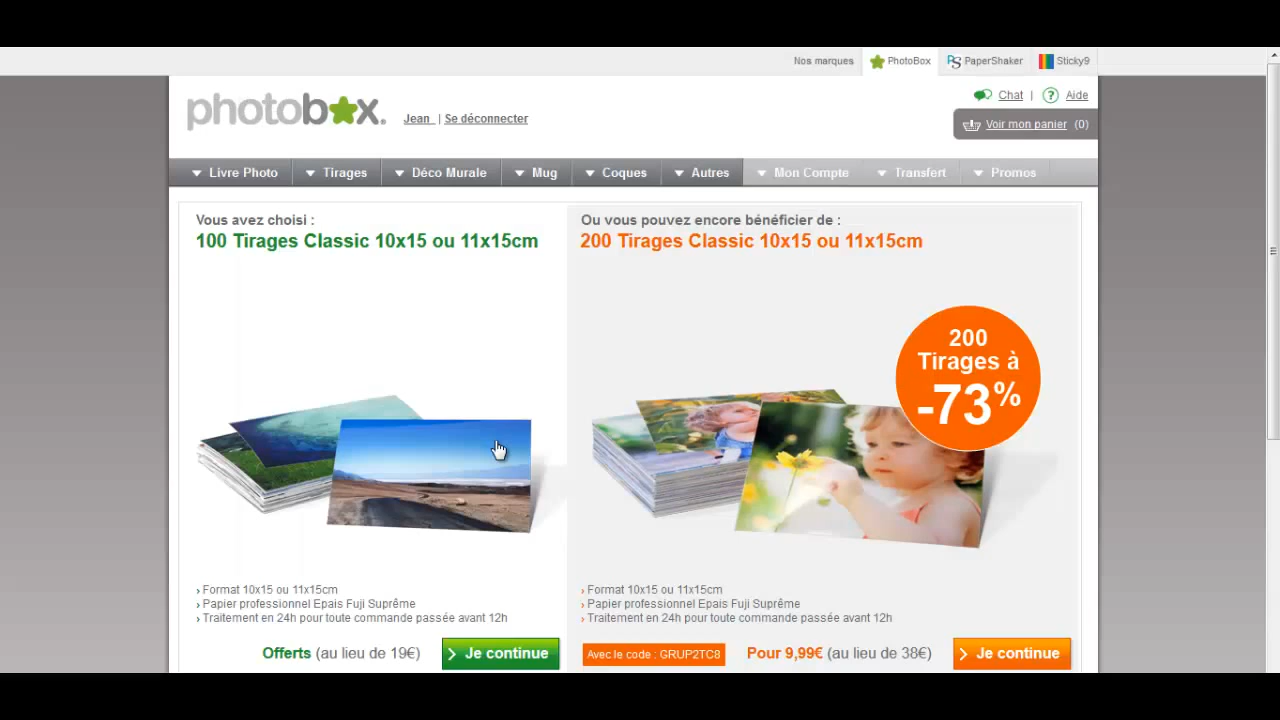 Nos marques PhotoBox PaperShaker Sticky9
Chat | ? Aide
photobox. Jean | Se déconnecter
Voir mon panier (0)
Livre Photo Tirages Déco Murale Mug Coques Autres Mon Compte Transfert Promos
Vous avez choisi :
100 Tirages Classic 10x15 ou 11x15cm
Ou vous pouvez encore bénéficier de :
200 Tirages Classic 10x15 ou 11x15cm
200
Tirages à
-73%
› Format 10x15 ou 11x15cm
› Papier professionnel Epais Fuji Suprême
› Traitement en 24h pour toute commande passée avant 12h
Offerts (au lieu de 19€) Je continue
› Format 10x15 ou 11x15cm
› Papier professionnel Epais Fuji Suprême
› Traitement en 24h pour toute commande passée avant 12h
Avec le code : GRUP2TC8 Pour 9,99€ (au lieu de 38€) Je continue